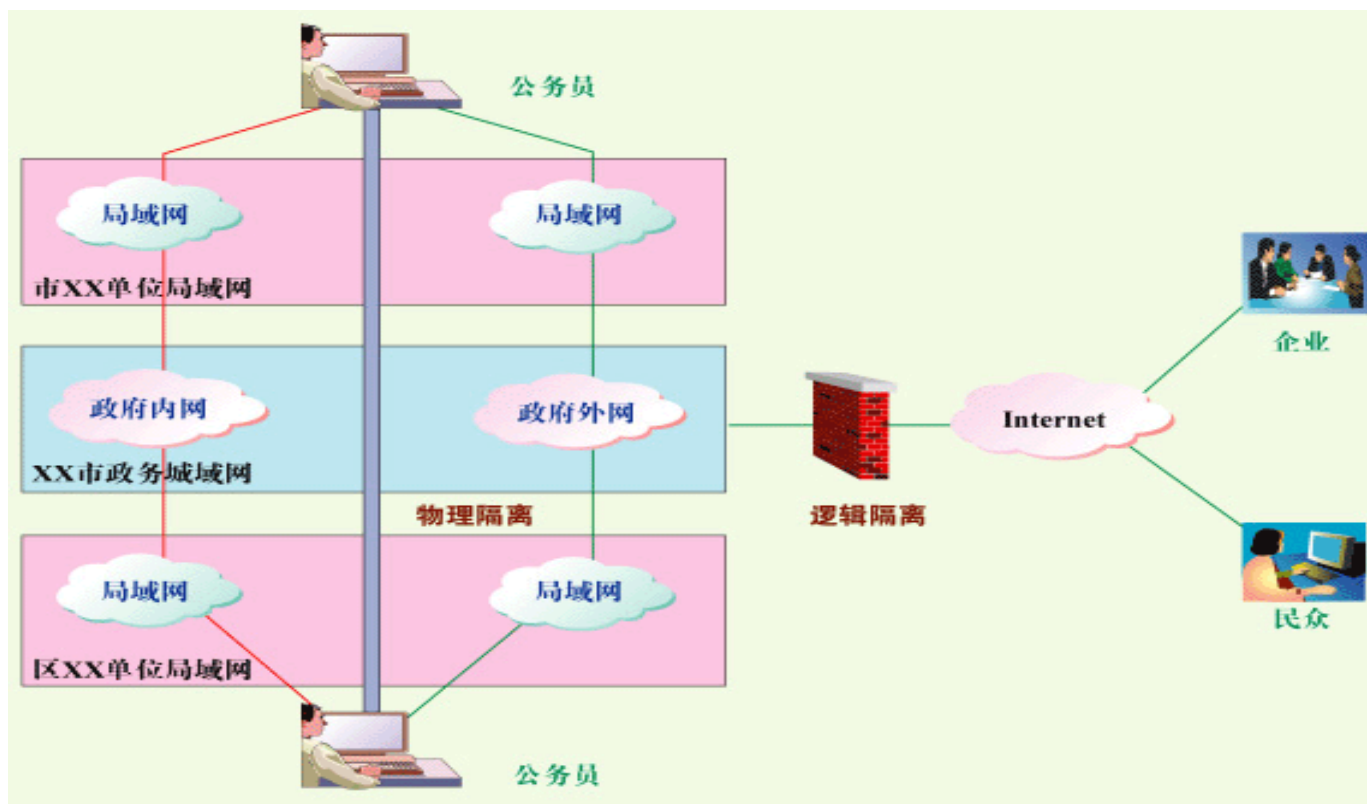 公务员
局域网
局域网
市XX单位局域网
企业
政府内网
政府外网
Internet
XX市政务城域网
物理隔离
逻辑隔离
局域网
局域网
民众
区XX单位局域网
公务员